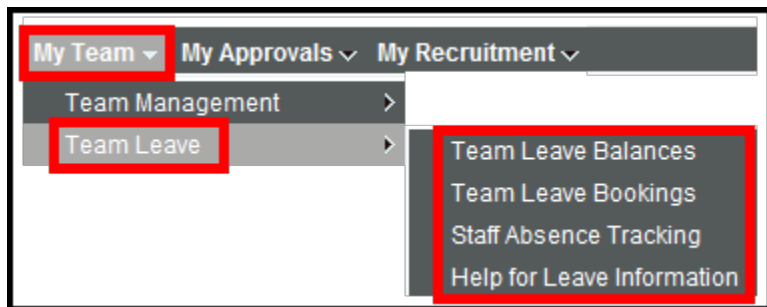 My Team My Approvals My Recruitment
Team Management
Team Leave
Team Leave Balances
Team Leave Bookings
Staff Absence Tracking
Help for Leave Information